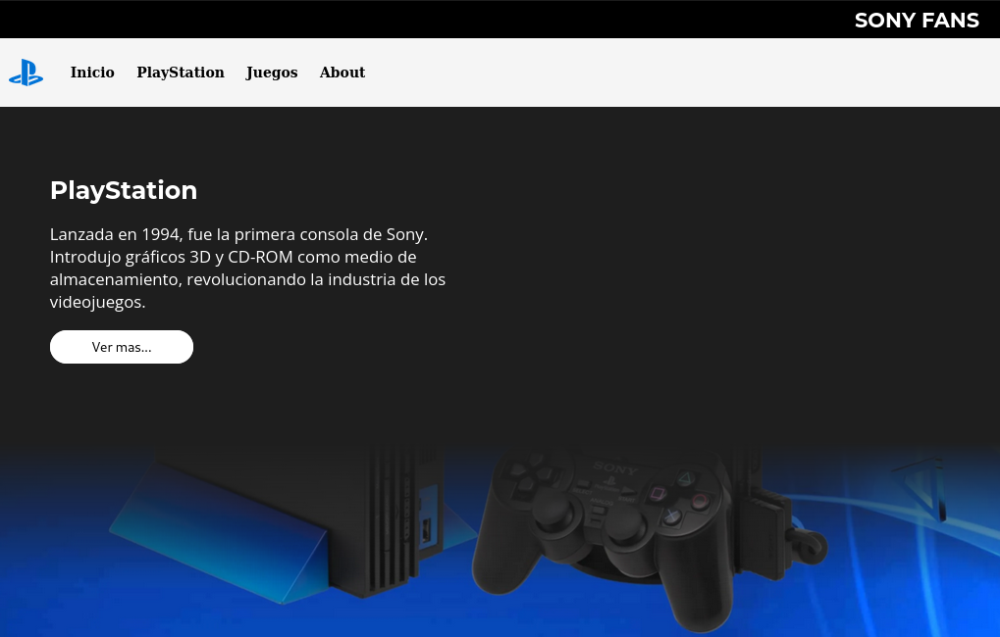 SONY FANS
Inicio PlayStation Juegos About
PlayStation
Lanzada en 1994, fue la primera consola de Sony.
Introdujo gráficos 3D y CD-ROM como medio de
almacenamiento, revolucionando la industria de los
videojuegos.
Ver mas...
SONY